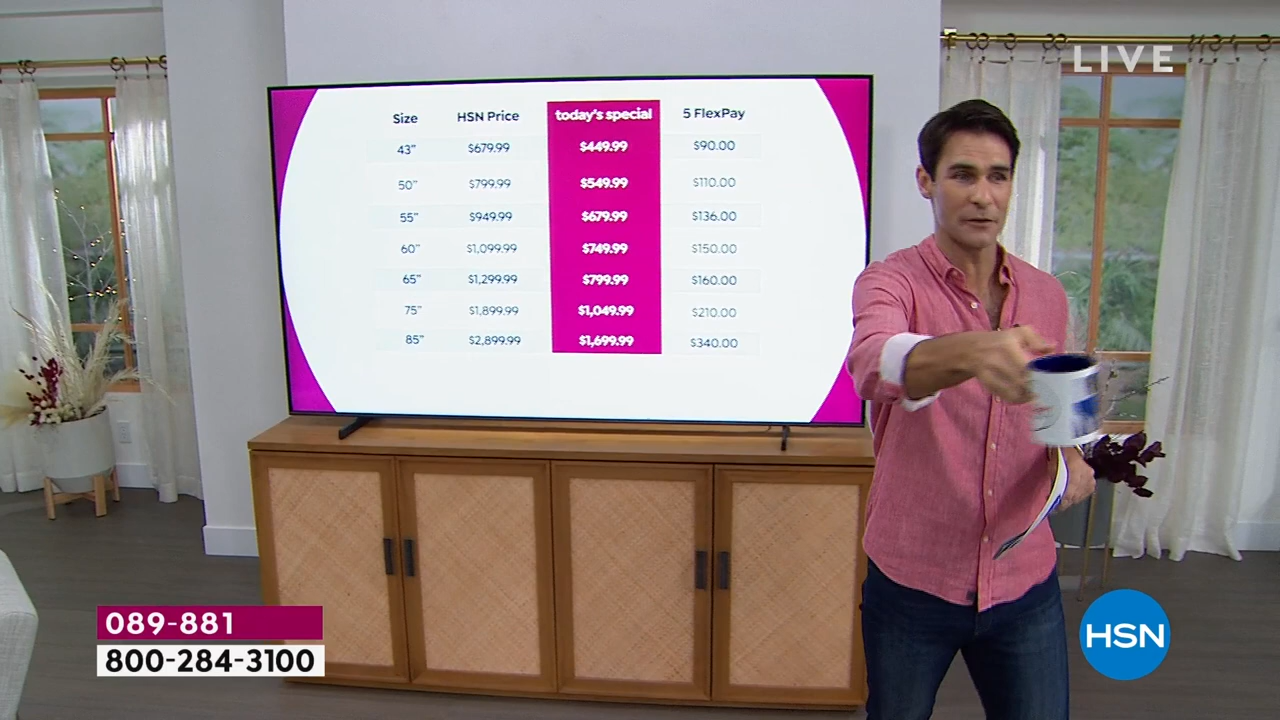 LIVE
Size HSN Price today's special 5 FlexPay
43" $679.99 $449.99 $90.00
50" $799.99 $549.99 $110.00
55" $949.99 $679.99 $136.00
60" $1,099.99 $749.99 $150.00
65" $1,299.99 $799.99 $160.00
75" $1,899.99 $1,049.99 $210.00
85" $2,899.99 $1,699.99 $340.00
089-881
800-284-3100
HSN